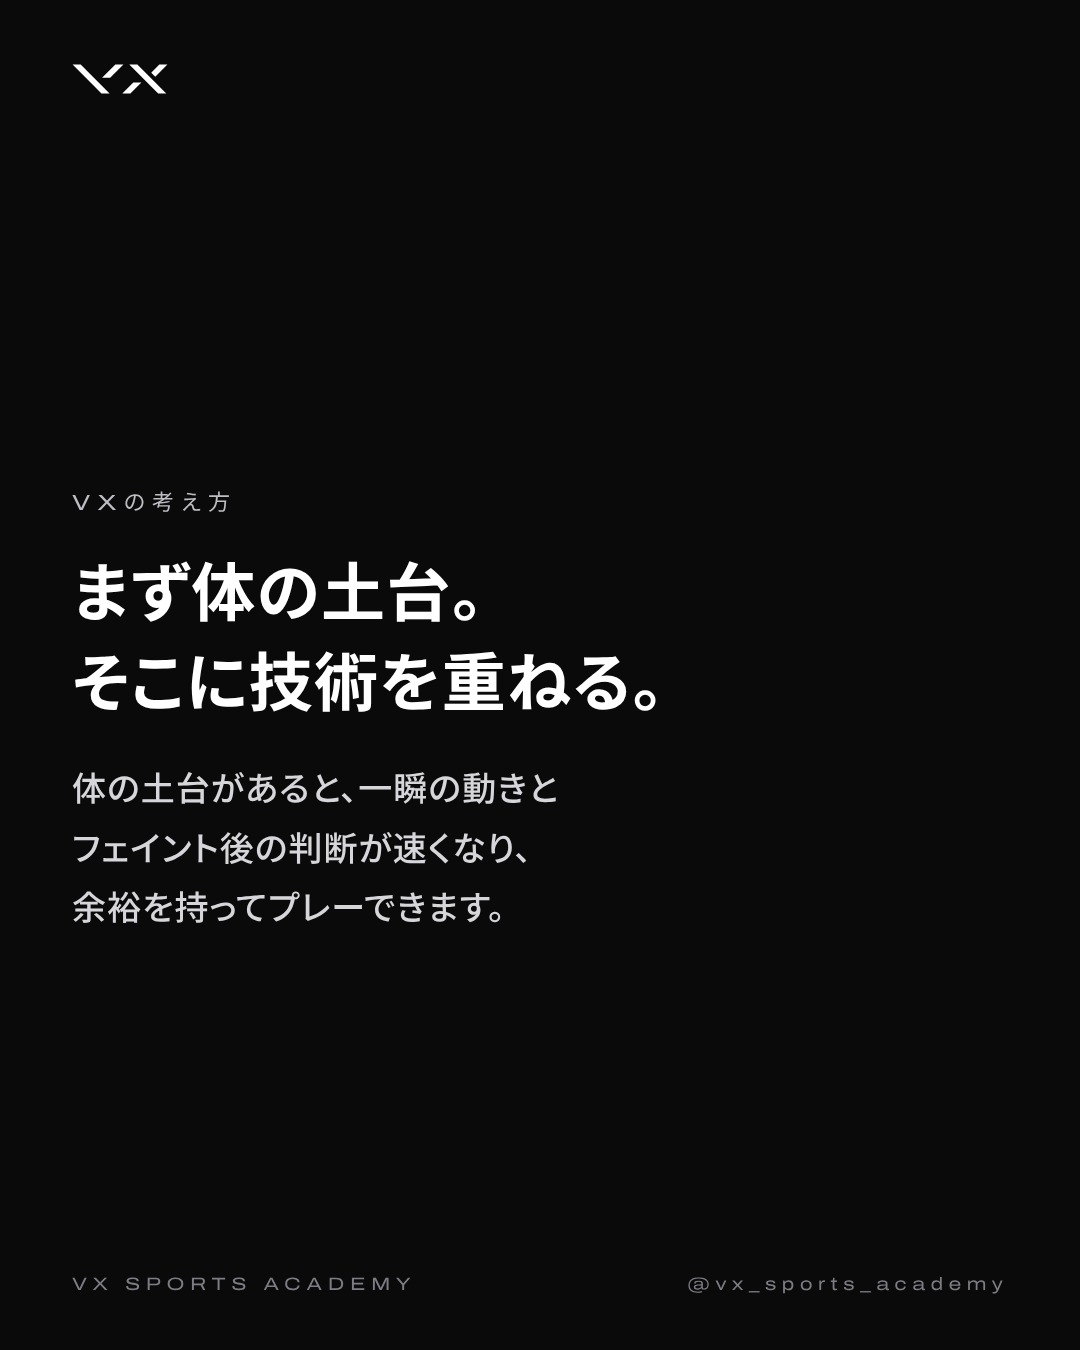 VX
VXの考え方
まず体の土台。
そこに技術を重ねる。
体の土台があると、一瞬の動きと
フェイント後の判断が速くなり、
余裕を持ってプレーできます。
VX SPORTS ACADEMY
@vx_sports_academy